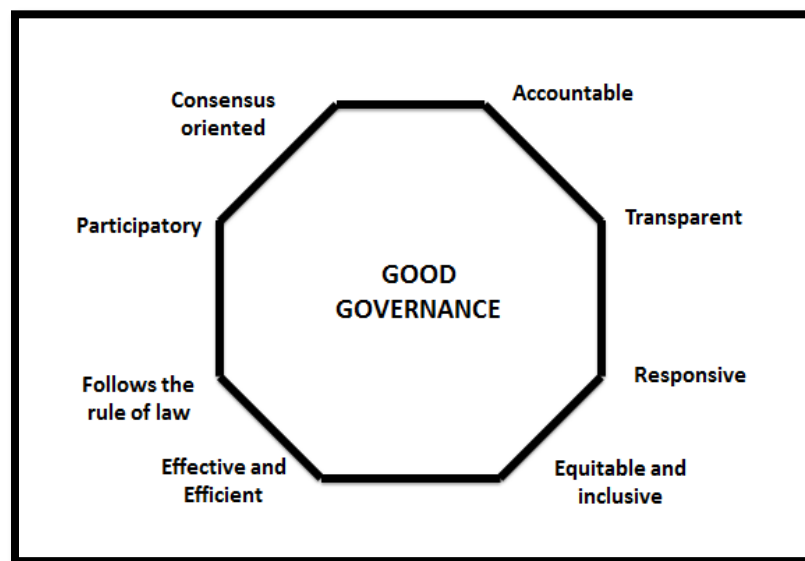 Consensus
oriented
Accountable
Participatory
Transparent
GOOD
GOVERNANCE
Follows the
rule of law
Responsive
Effective and
Efficient
Equitable and
inclusive